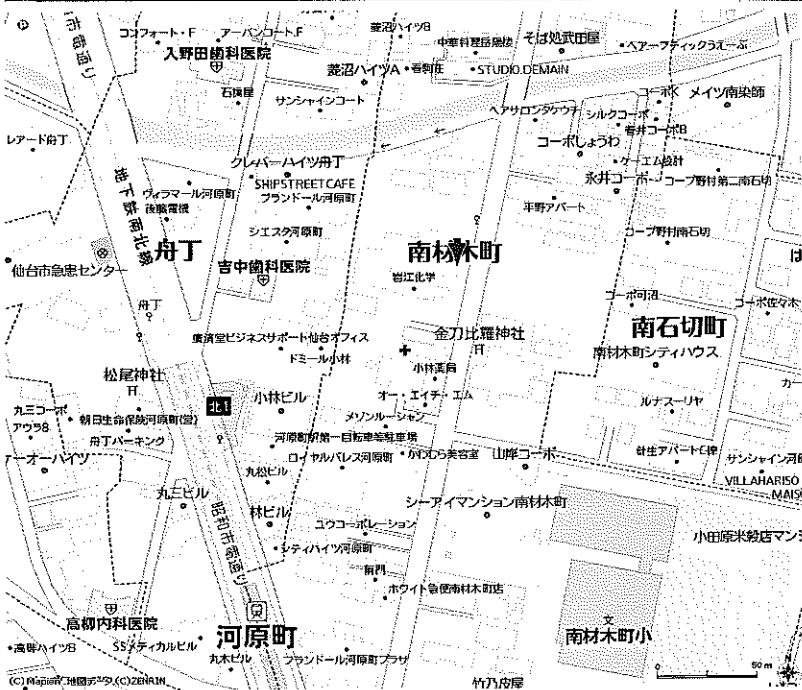 コンフォート・F
アーバンコート.F
菱沼ハイツB
中華料理岳陽楼
そば処武田屋
ヘアーブティックうえーぶ
入野田歯科医院
菱沼ハイツA
春駒荘
STUDIO.DEMAIN
石橋屋
サンシャインコート
コーポK
メイツ南染師
ヘアサロンタケウチ
シルクコーポ
春井コーポB
レアード舟丁
コーポしょうわ
クレバーハイツ舟丁
ケーエム設計
SHIPSTREETCAFE
永井コーポ
コープ野村第二南石切
ヴィラマール河原町
ブランドール河原町
後藤電機
平野アパート
地下鉄南北線
舟丁
シエスタ河原町
南材木町
コープ野村南石切
仙台市急患センター
吉中歯科医院
岩江化学
コーポ可沼
コーポ佐々木
舟丁
南石切町
廣済堂ビジネスサポート仙台オフィス
金刀比羅神社
ドミール小林
南材木町シティハウス
松尾神社
小林薬局
北1
小林ビル
オー・エイチ・エム
丸三コーポ
朝日生命保険河原町(営)
メゾンルーシャン
ルナスーリヤ
アウラ8
舟丁パーキング
河原町駅第一自転車等駐車場
ケーオーハイツ
ロイヤルパレス河原町
かわむら美容室
山岸コーポ
針生アパートC棟
サンシャイン河原
丸松ビル
VILLAHARISO
丸三ビル
シーアイマンション南材木町
林ビル
昭和市電通り
ユウコーポレーション
小田原米穀店マンシ
シティハイツ河原町
ホワイト急便南材木町店
高柳内科医院
河原町
文
南材木町小
高柳ハイツB
SSメディカルビル
丸木ビル
ブランドール河原町プラザ
竹乃皮屋
50m
(C)Mapion,地図データ(C)ZENRIN